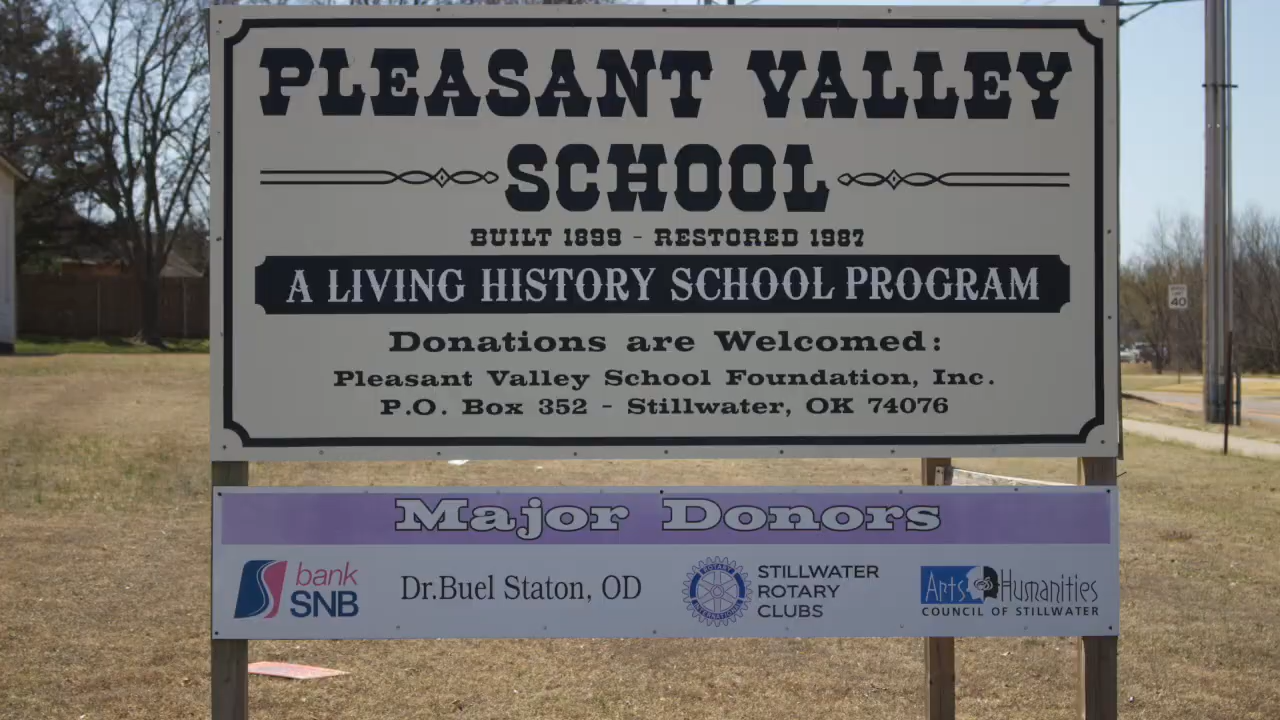 PLEASANT VALLEY
SCHOOL
BUILT 1899 - RESTORED 1987
A LIVING HISTORY SCHOOL PROGRAM
Donations are Welcomed:
Pleasant Valley School Foundation, Inc.
P.O. Box 352 - Stillwater, OK 74076
Major Donors
bank
SNB
Dr.Buel Staton, OD
ROTARY
INTERNATIONAL
STILLWATER
ROTARY
CLUBS
Arts Humanities
COUNCIL OF STILLWATER
40